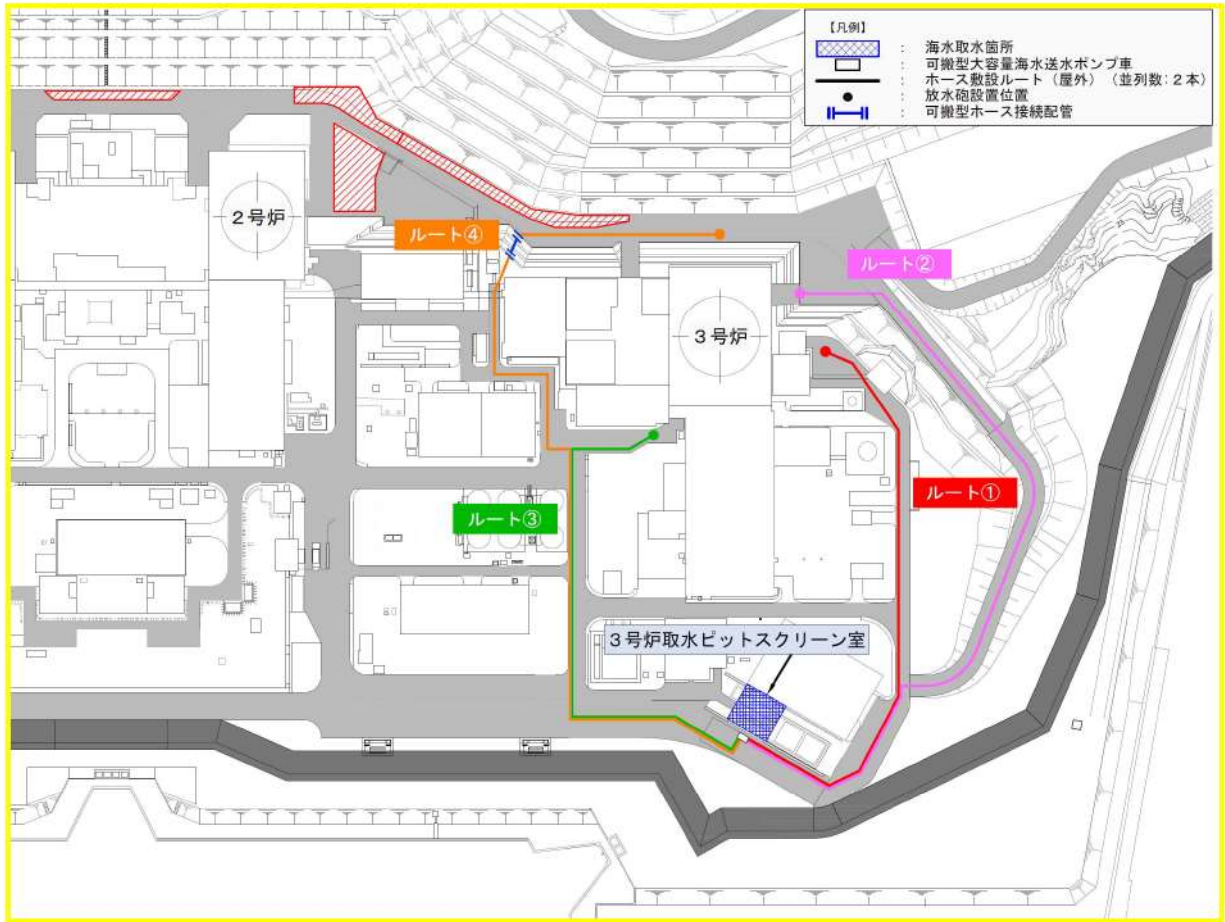 【凡例】
： 海水取水箇所
： 可搬型大容量海水送水ポンプ車
： ホース敷設ルート（屋外）（並列数：２本）
： 放水砲設置位置
： 可搬型ホース接続配管
２号炉
ルート④
ルート②
３号炉
ルート①
ルート③
３号炉取水ピットスクリーン室